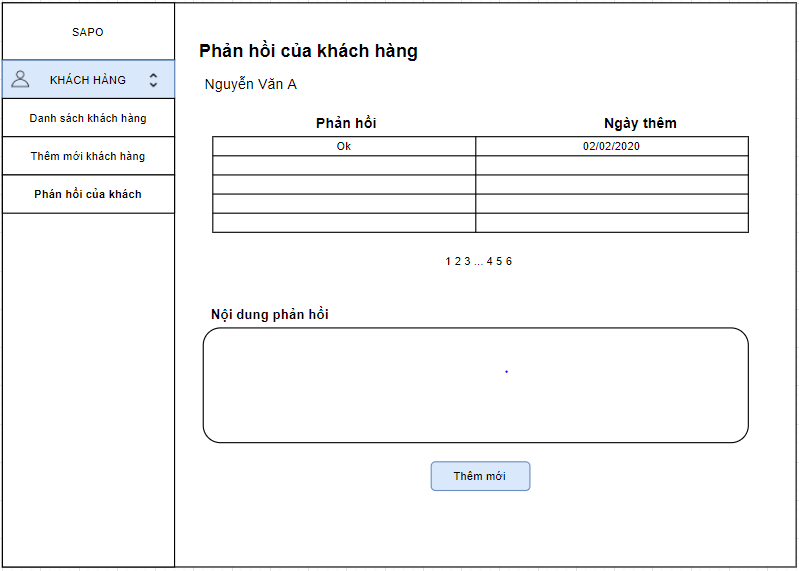 SAPO
KHÁCH HÀNG
Danh sách khách hàng
Thêm mới khách hàng
Phản hồi của khách
Phản hồi của khách hàng
Nguyễn Văn A
Phản hồi Ngày thêm
Ok 02/02/2020
1 2 3 ... 4 5 6
Nội dung phản hồi
Thêm mới